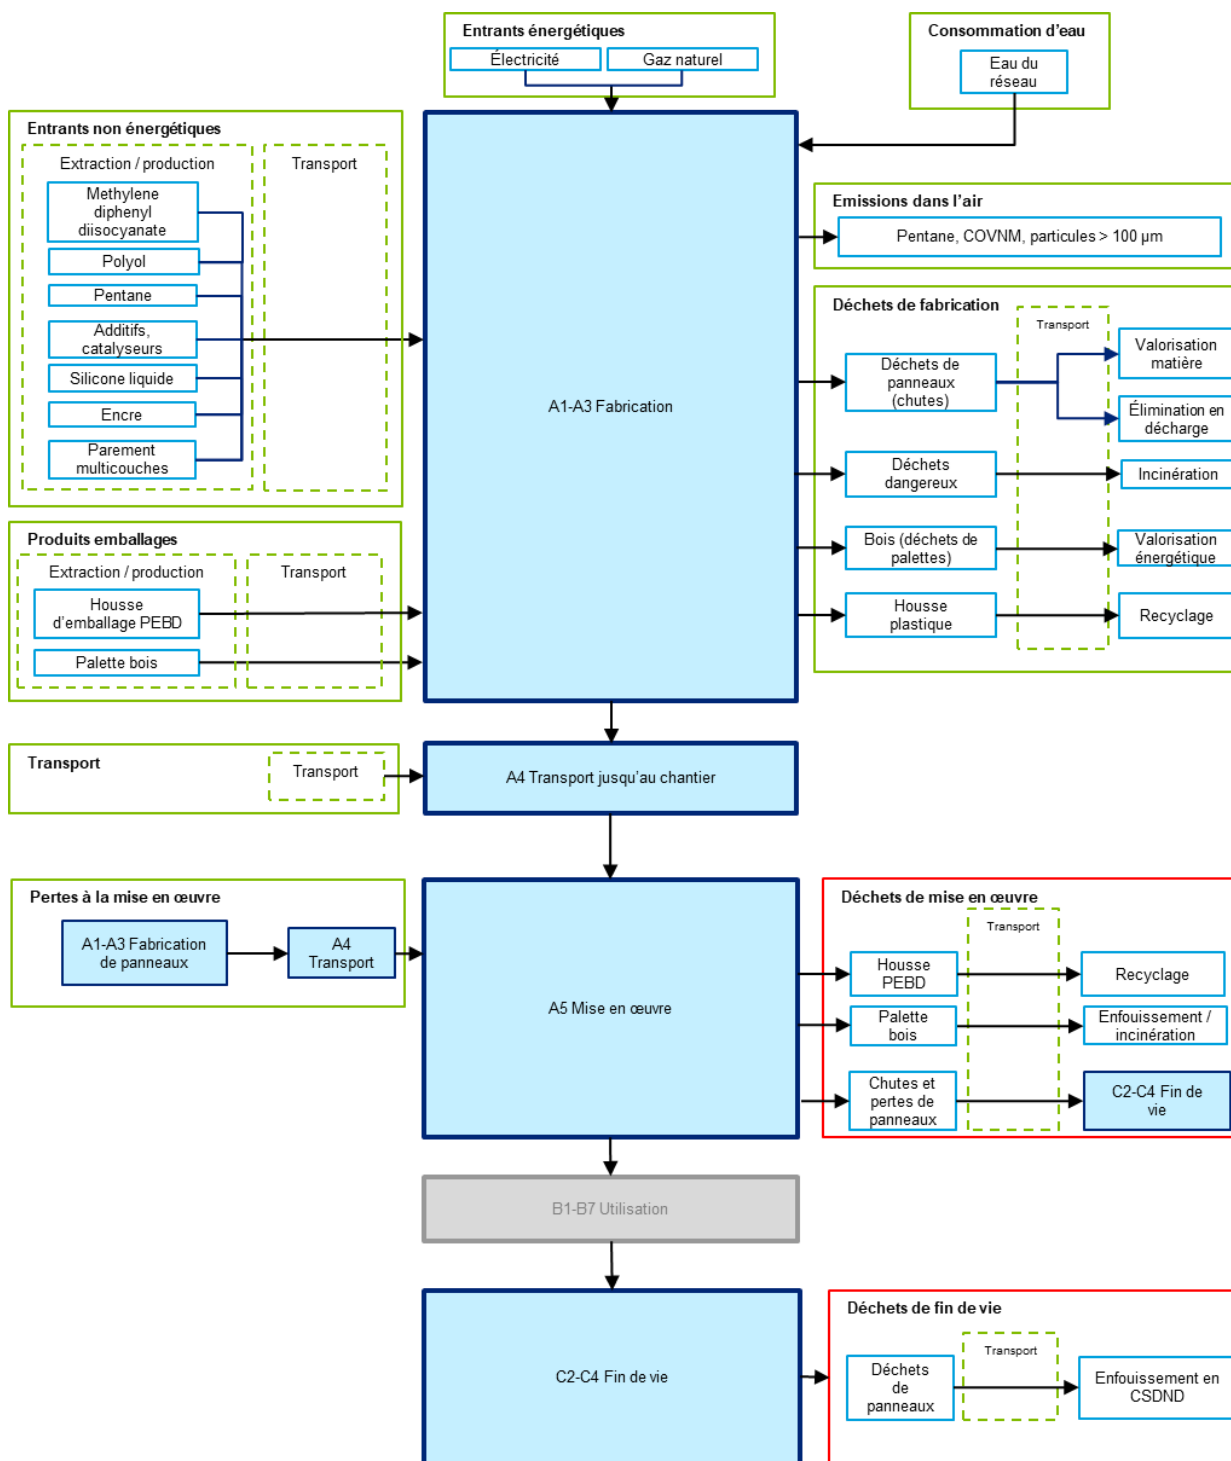 Entrants énergétiques
Électricité
Gaz naturel
Consommation d'eau
Eau du
réseau
Entrants non énergétiques
Extraction / production
Transport
Methylene
diphenyl
diisocyanate
Polyol
Pentane
Additifs,
catalyseurs
Silicone liquide
Encre
Parement
multicouches
A1-A3 Fabrication
Emissions dans l'air
Pentane, COVNM, particules > 100 µm
Déchets de fabrication
Transport
Déchets de
panneaux
(chutes)
Valorisation
matière
Élimination en
décharge
Déchets
dangereux
Incinération
Bois (déchets de
palettes)
Valorisation
énergétique
Housse
plastique
Recyclage
Produits emballages
Extraction / production
Transport
Housse
d'emballage PEBD
Palette bois
Transport
Transport
A4 Transport jusqu'au chantier
Pertes à la mise en œuvre
A1-A3 Fabrication
de panneaux
A4
Transport
A5 Mise en œuvre
Déchets de mise en œuvre
Transport
Housse
PEBD
Recyclage
Palette
bois
Enfouissement /
incinération
Chutes et
pertes de
panneaux
C2-C4 Fin de
vie
B1-B7 Utilisation
C2-C4 Fin de vie
Déchets de fin de vie
Transport
Déchets
de
panneaux
Enfouissement en
CSDND